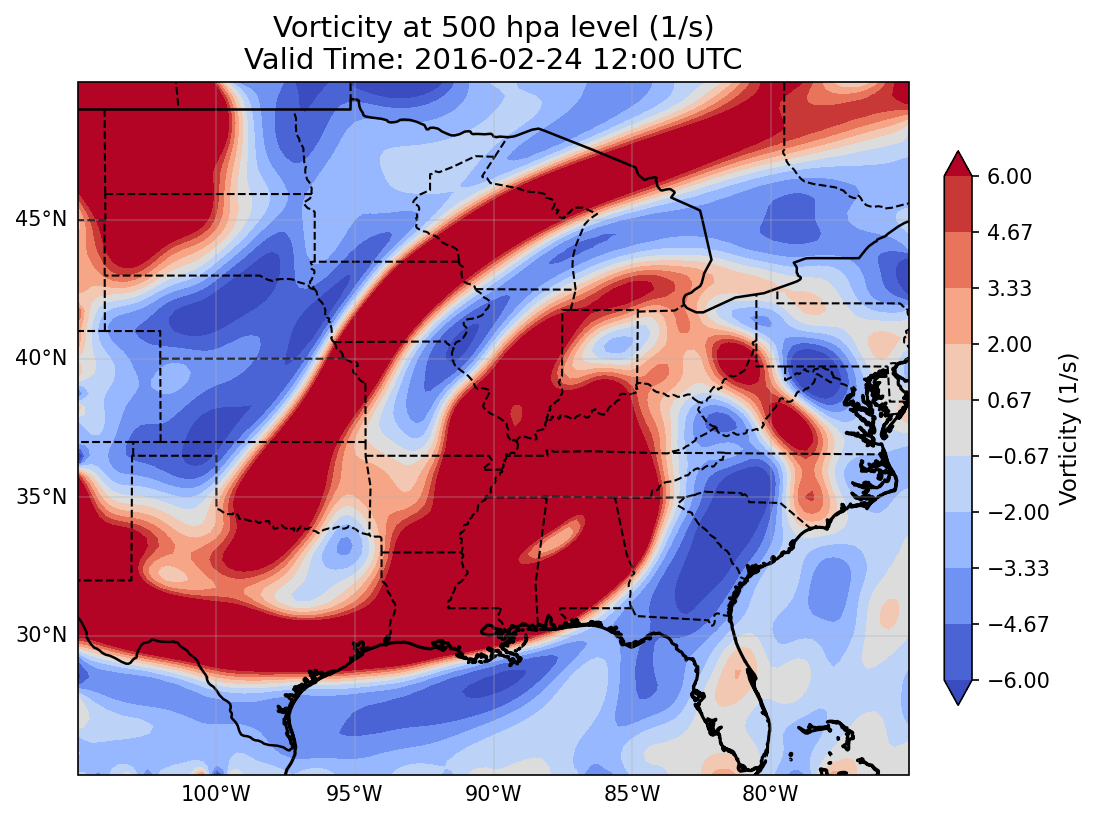 Vorticity at 500 hpa level (1/s)
Valid Time: 2016-02-24 12:00 UTC
45°N
40°N
35°N
30°N
100°W
95°W
90°W
85°W
80°W
6.00
4.67
3.33
2.00
0.67
−0.67
−2.00
−3.33
−4.67
−6.00
Vorticity (1/s)